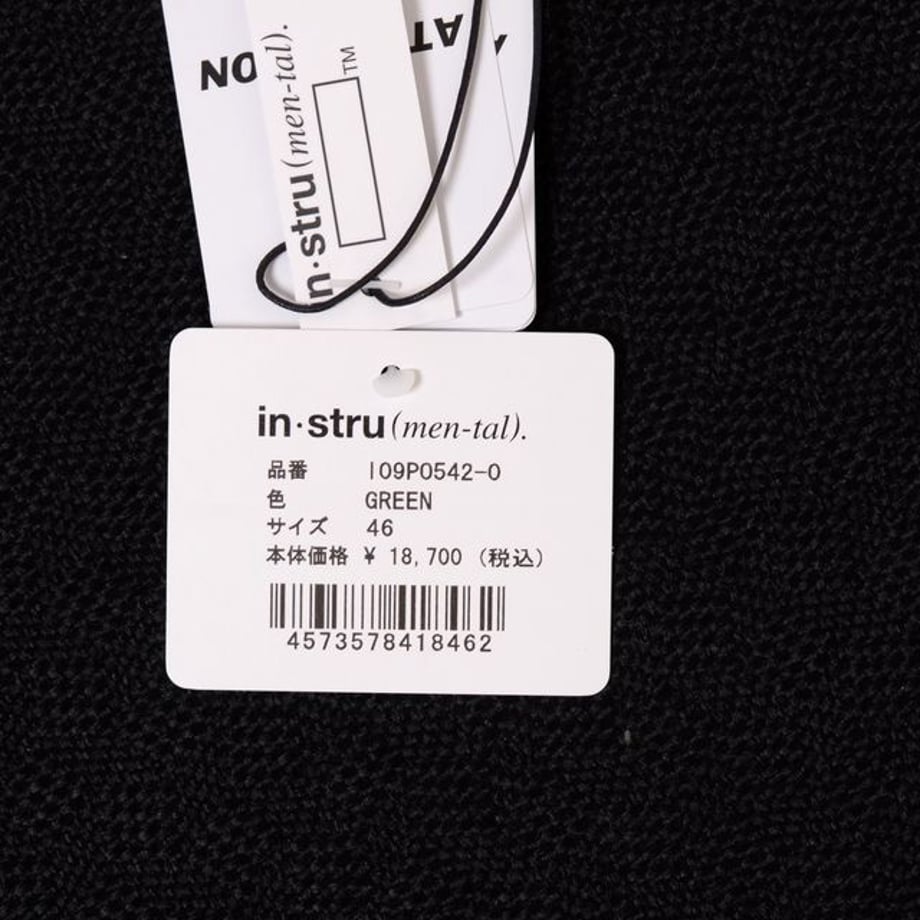 in·stru(men-tal).
TM
in·stru(men-tal).
品番 I09P0542-0
色 GREEN
サイズ 46
本体価格 ¥ 18,700 (税込)
4573578418462